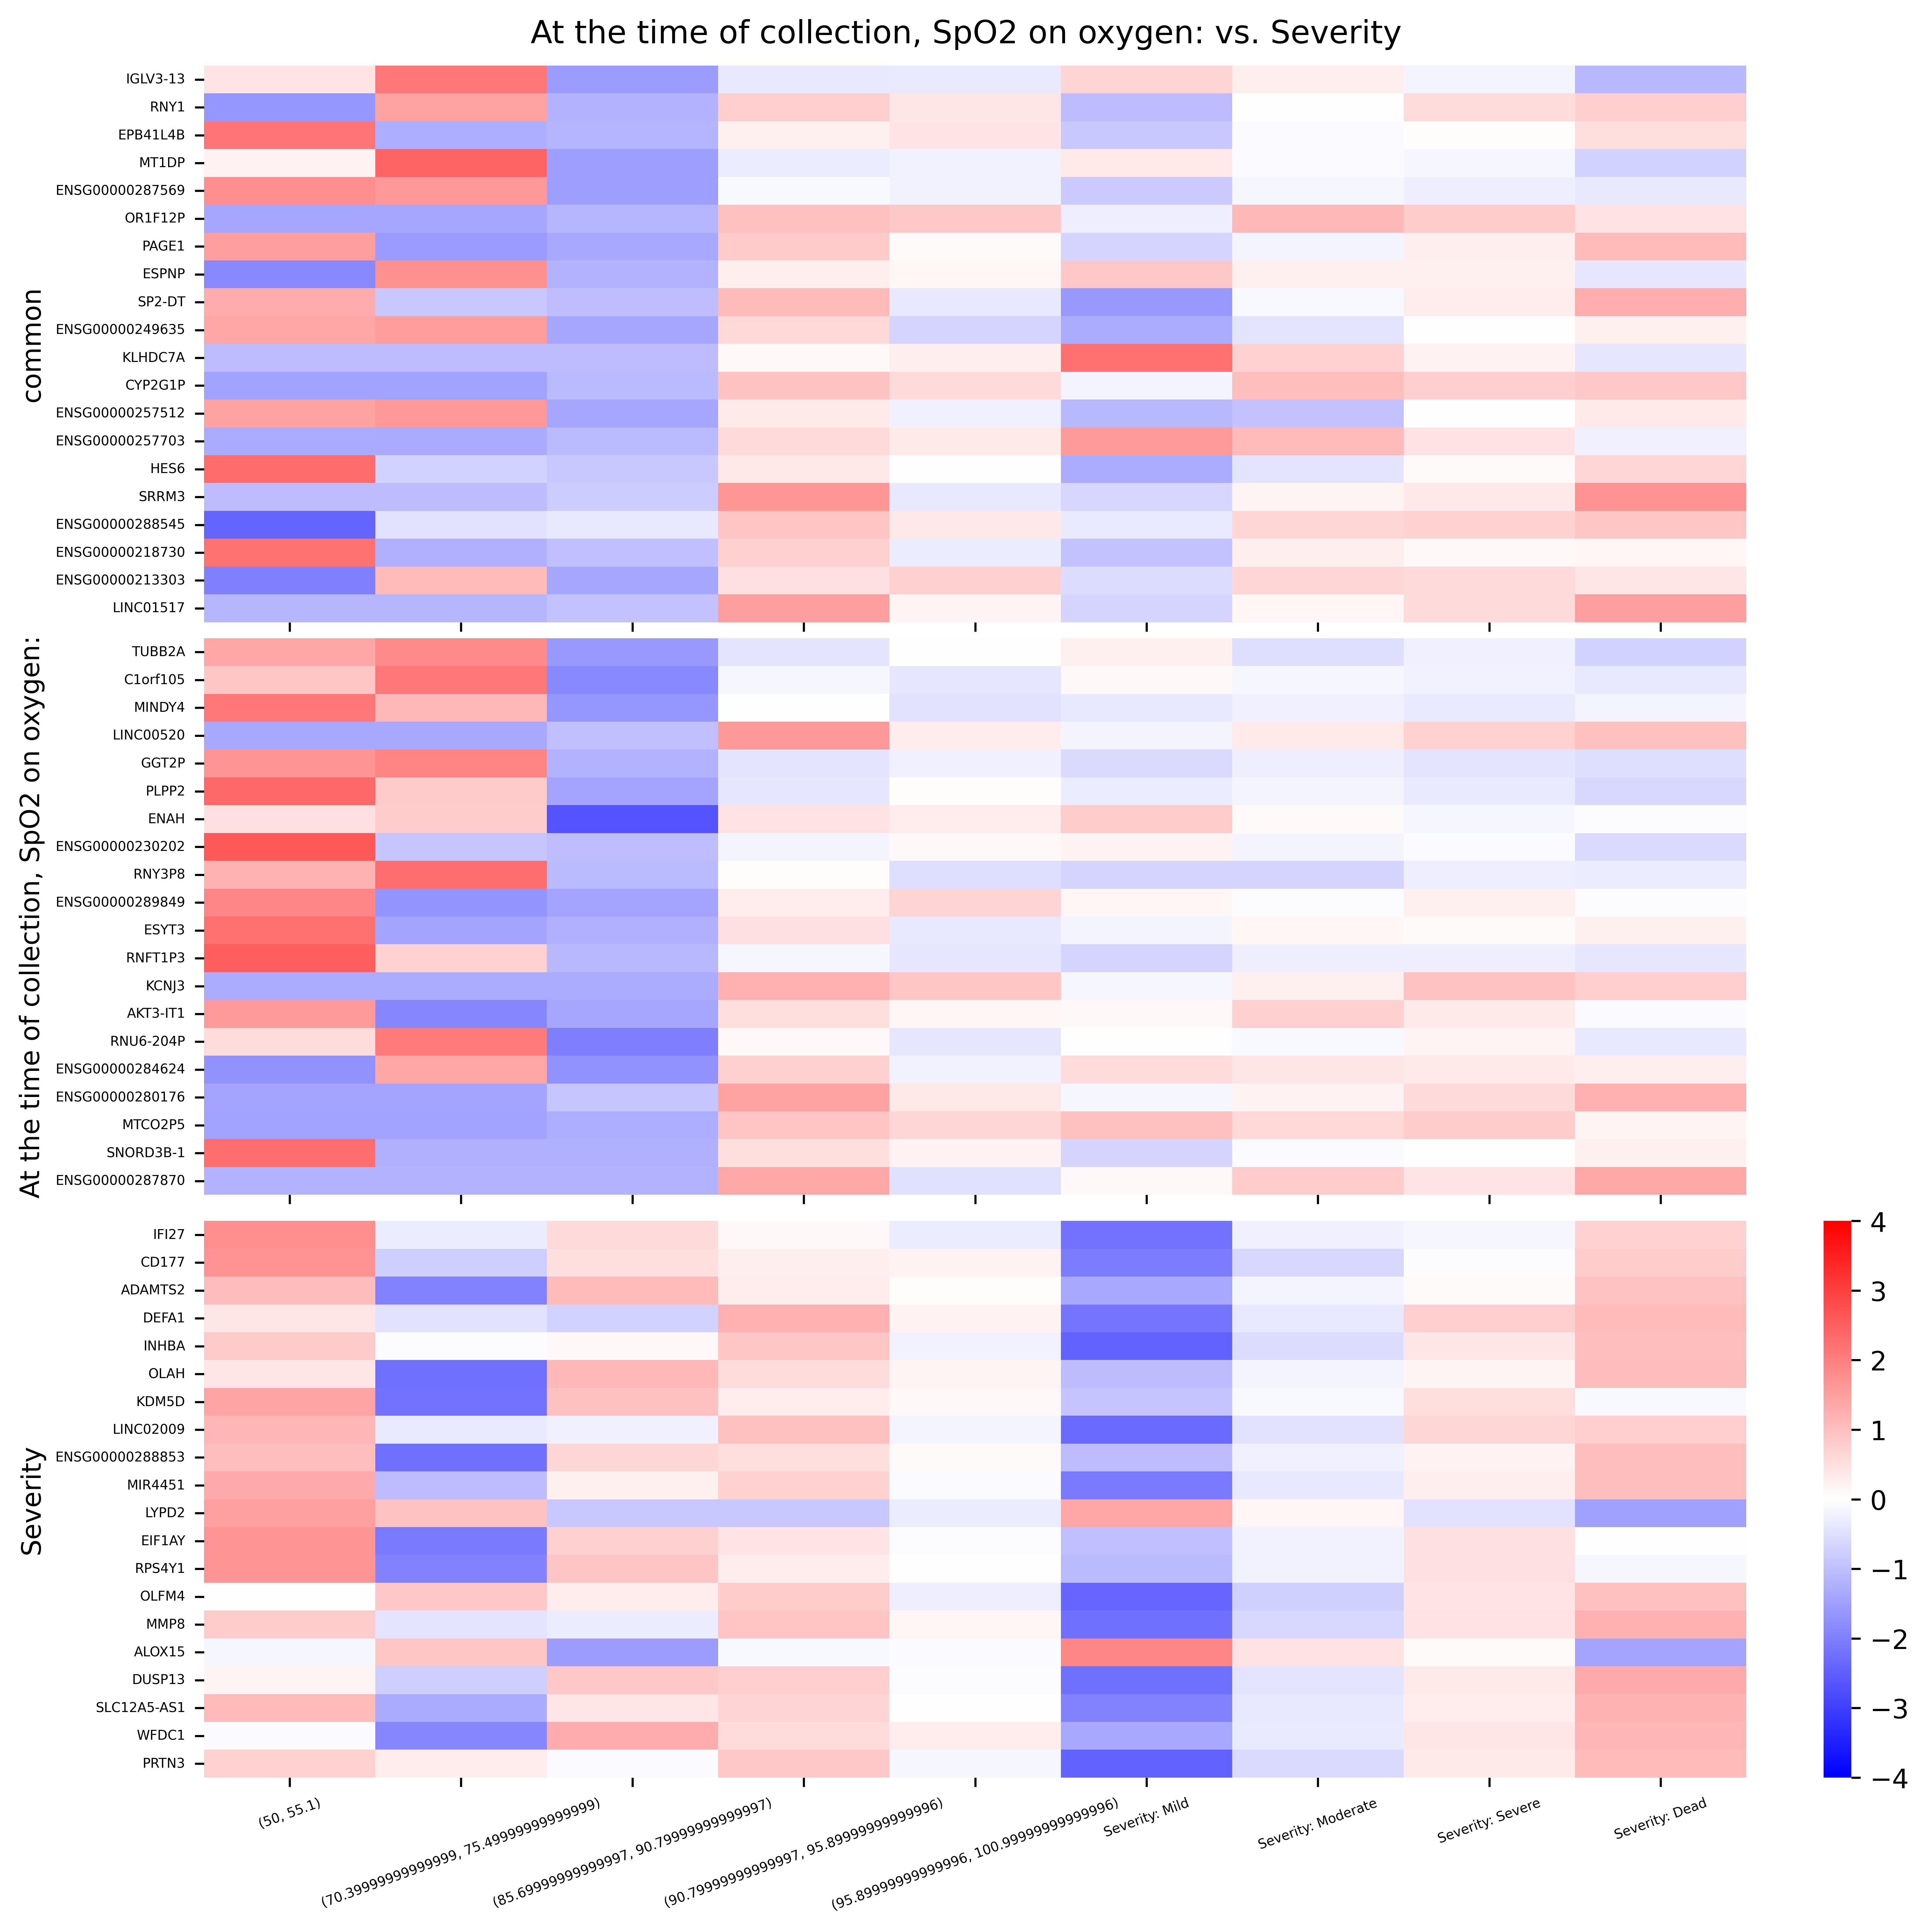 At the time of collection, SpO2 on oxygen: vs. Severity
common
IGLV3-13
RNY1
EPB41L4B
MT1DP
ENSG00000287569
OR1F12P
PAGE1
ESPNP
SP2-DT
ENSG00000249635
KLHDC7A
CYP2G1P
ENSG00000257512
ENSG00000257703
HES6
SRRM3
ENSG00000288545
ENSG00000218730
ENSG00000213303
LINC01517
At the time of collection, SpO2 on oxygen:
TUBB2A
C1orf105
MINDY4
LINC00520
GGT2P
PLPP2
ENAH
ENSG00000230202
RNY3P8
ENSG00000289849
ESYT3
RNFT1P3
KCNJ3
AKT3-IT1
RNU6-204P
ENSG00000284624
ENSG00000280176
MTCO2P5
SNORD3B-1
ENSG00000287870
Severity
IFI27
CD177
ADAMTS2
DEFA1
INHBA
OLAH
KDM5D
LINC02009
ENSG00000288853
MIR4451
LYPD2
EIF1AY
RPS4Y1
OLFM4
MMP8
ALOX15
DUSP13
SLC12A5-AS1
WFDC1
PRTN3
4
3
2
1
0
−1
−2
−3
−4
(50, 55.1)
(70.39999999999999, 75.49999999999999)
(85.69999999999997, 90.79999999999997)
(90.79999999999997, 95.89999999999996)
(95.89999999999996, 100.99999999999996)
Severity: Mild
Severity: Moderate
Severity: Severe
Severity: Dead